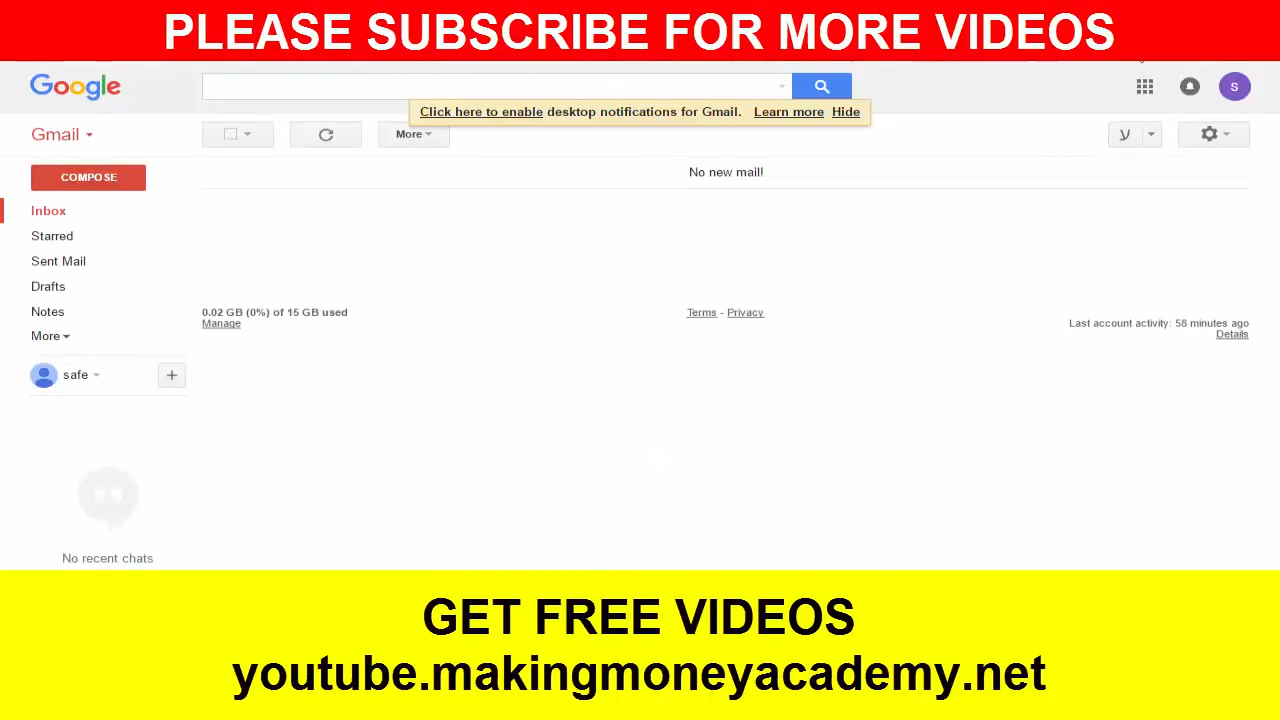 PLEASE SUBSCRIBE FOR MORE VIDEOS
Google
S
Click here to enable desktop notifications for Gmail. Learn more Hide
Gmail
More
ע
COMPOSE
No new mail!
Inbox
Starred
Sent Mail
Drafts
Notes
More
0.02 GB (0%) of 15 GB used
Manage
Terms - Privacy
Last account activity: 58 minutes ago
Details
safe
+
No recent chats
GET FREE VIDEOS
youtube.makingmoneyacademy.net